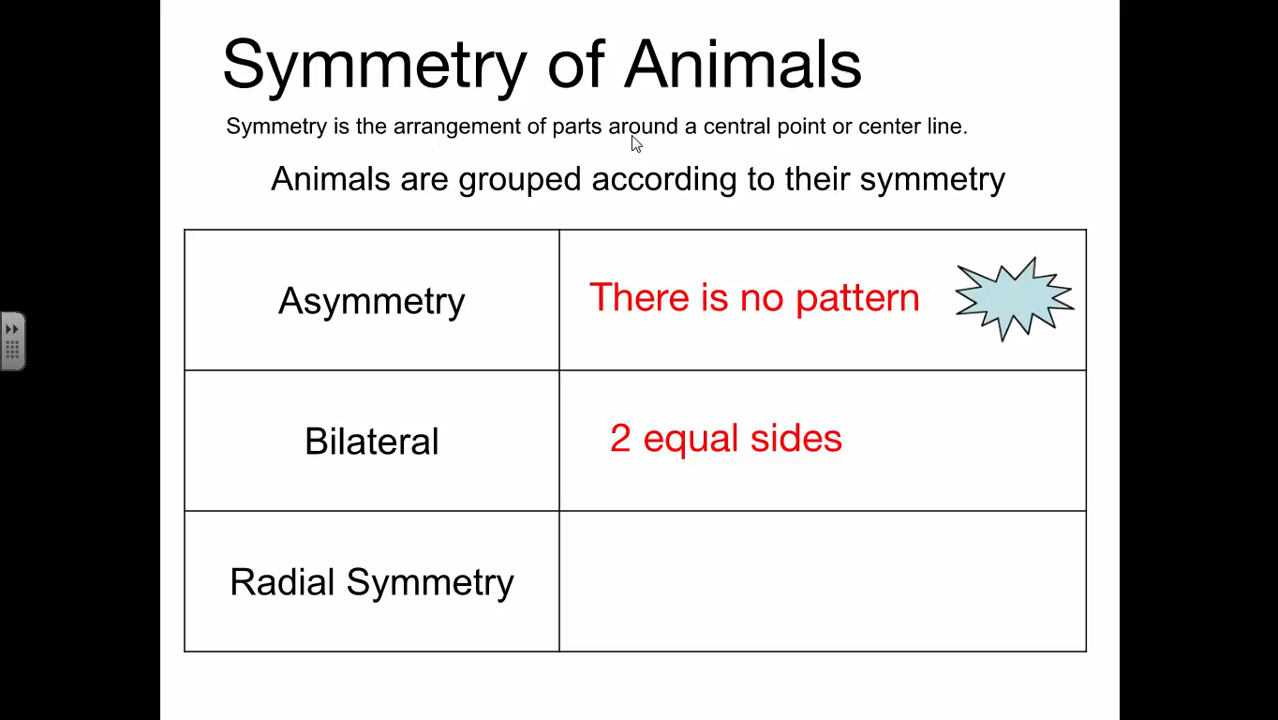 Symmetry of Animals
Symmetry is the arrangement of parts around a central point or center line.
Animals are grouped according to their symmetry
Asymmetry
There is no pattern
Bilateral
2 equal sides
Radial Symmetry